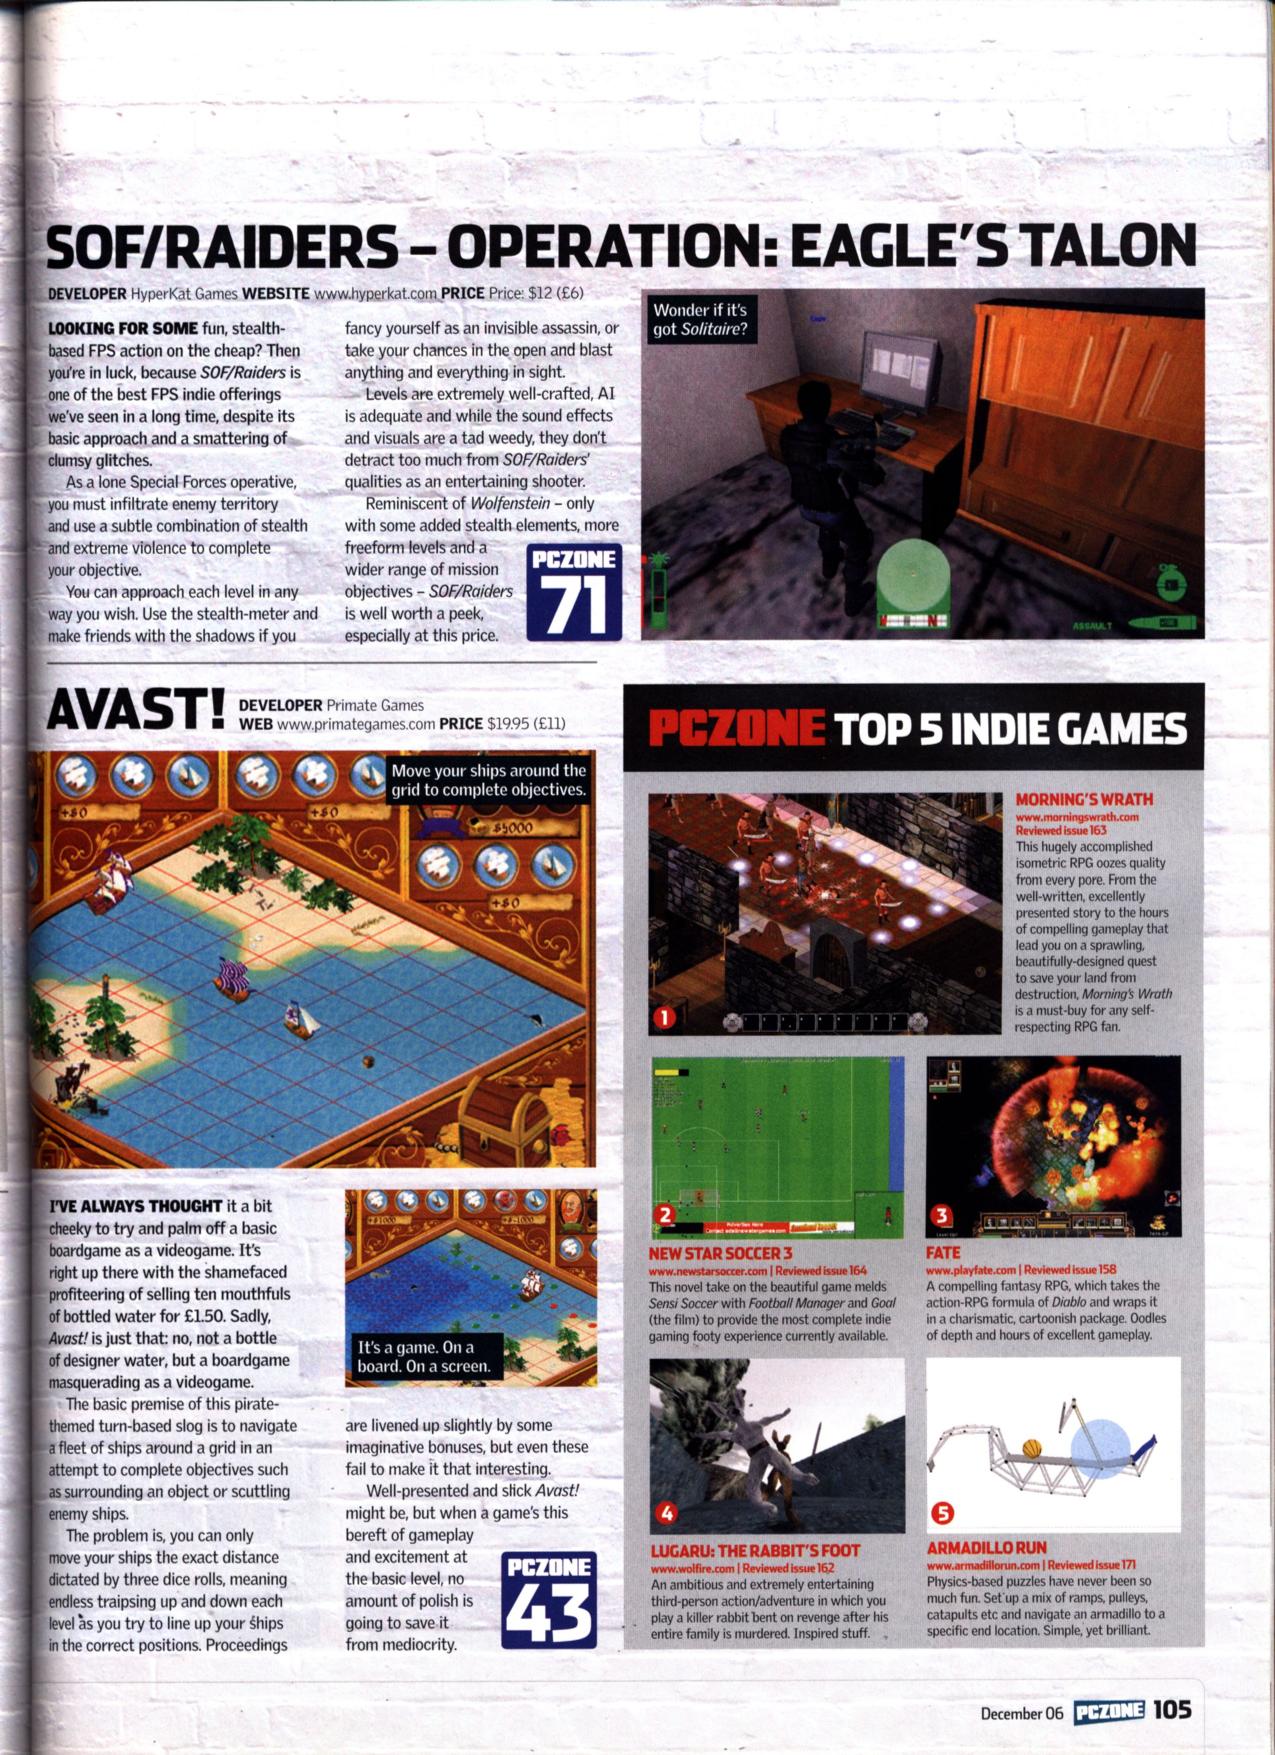 SOF/RAIDERS – OPERATION: EAGLE'S TALON
DEVELOPER HyperKat Games WEBSITE www.hyperkat.com PRICE Price: $12 (£6)
LOOKING FOR SOME fun, stealth-
based FPS action on the cheap? Then
you're in luck, because SOF/Raiders is
one of the best FPS indie offerings
we've seen in a long time, despite its
basic approach and a smattering of
clumsy glitches.
As a lone Special Forces operative,
you must infiltrate enemy territory
and use a subtle combination of stealth
and extreme violence to complete
your objective.
You can approach each level in any
way you wish. Use the stealth-meter and
make friends with the shadows if you
fancy yourself as an invisible assassin, or
take your chances in the open and blast
anything and everything in sight.
Levels are extremely well-crafted, AI
is adequate and while the sound effects
and visuals are a tad weedy, they don't
detract too much from SOF/Raiders'
qualities as an entertaining shooter.
Reminiscent of Wolfenstein – only
with some added stealth elements, more
freeform levels and a
wider range of mission
objectives – SOF/Raiders
is well worth a peek,
especially at this price.
PCZONE
71
Wonder if it's
got Solitaire?
ASSAULT
AVAST!
DEVELOPER Primate Games
WEB www.primategames.com PRICE $19.95 (£11)
Move your ships around the
grid to complete objectives.
+$0
+$0
$5000
+$0
I'VE ALWAYS THOUGHT it a bit
cheeky to try and palm off a basic
boardgame as a videogame. It's
right up there with the shamefaced
profiteering of selling ten mouthfuls
of bottled water for £1.50. Sadly,
Avast! is just that: no, not a bottle
of designer water, but a boardgame
masquerading as a videogame.
The basic premise of this pirate-
themed turn-based slog is to navigate
a fleet of ships around a grid in an
attempt to complete objectives such
as surrounding an object or scuttling
enemy ships.
The problem is, you can only
move your ships the exact distance
dictated by three dice rolls, meaning
endless traipsing up and down each
level as you try to line up your ships
in the correct positions. Proceedings
It's a game. On a
board. On a screen.
are livened up slightly by some
imaginative bonuses, but even these
fail to make it that interesting.
Well-presented and slick Avast!
might be, but when a game's this
bereft of gameplay
and excitement at
the basic level, no
amount of polish is
going to save it
from mediocrity.
PCZONE
43
PCZONE TOP 5 INDIE GAMES
1
MORNING'S WRATH
www.morningswrath.com
Reviewed issue 163
This hugely accomplished
isometric RPG oozes quality
from every pore. From the
well-written, excellently
presented story to the hours
of compelling gameplay that
lead you on a sprawling,
beautifully-designed quest
to save your land from
destruction, Morning's Wrath
is a must-buy for any self-
respecting RPG fan.
2
NEW STAR SOCCER 3
www.newstarsoccer.com | Reviewed issue 164
This novel take on the beautiful game melds
Sensi Soccer with Football Manager and Goal
(the film) to provide the most complete indie
gaming footy experience currently available.
3
FATE
www.playfate.com | Reviewed issue 158
A compelling fantasy RPG, which takes the
action-RPG formula of Diablo and wraps it
in a charismatic, cartoonish package. Oodles
of depth and hours of excellent gameplay.
4
LUGARU: THE RABBIT'S FOOT
www.wolfire.com | Reviewed issue 162
An ambitious and extremely entertaining
third-person action/adventure in which you
play a killer rabbit bent on revenge after his
entire family is murdered. Inspired stuff.
5
ARMADILLO RUN
www.armadillorun.com | Reviewed issue 171
Physics-based puzzles have never been so
much fun. Set up a mix of ramps, pulleys,
catapults etc and navigate an armadillo to a
specific end location. Simple, yet brilliant.
December 06 PCZONE 105